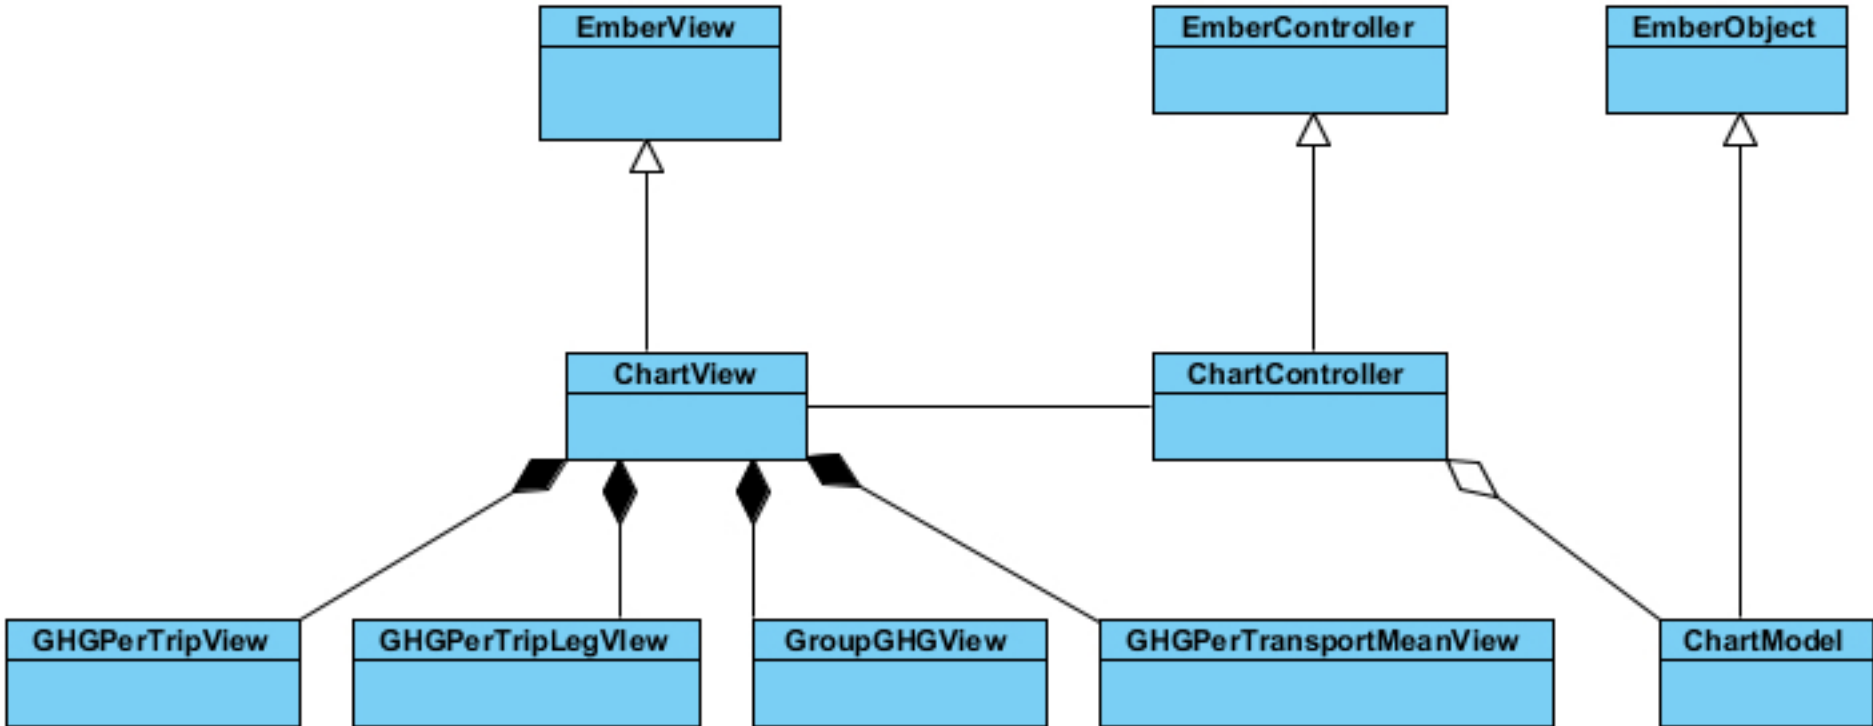 EmberView
EmberController
EmberObject
ChartView
ChartController
GHGPerTripView
GHGPerTripLegVIew
GroupGHGView
GHGPerTransportMeanView
ChartModel